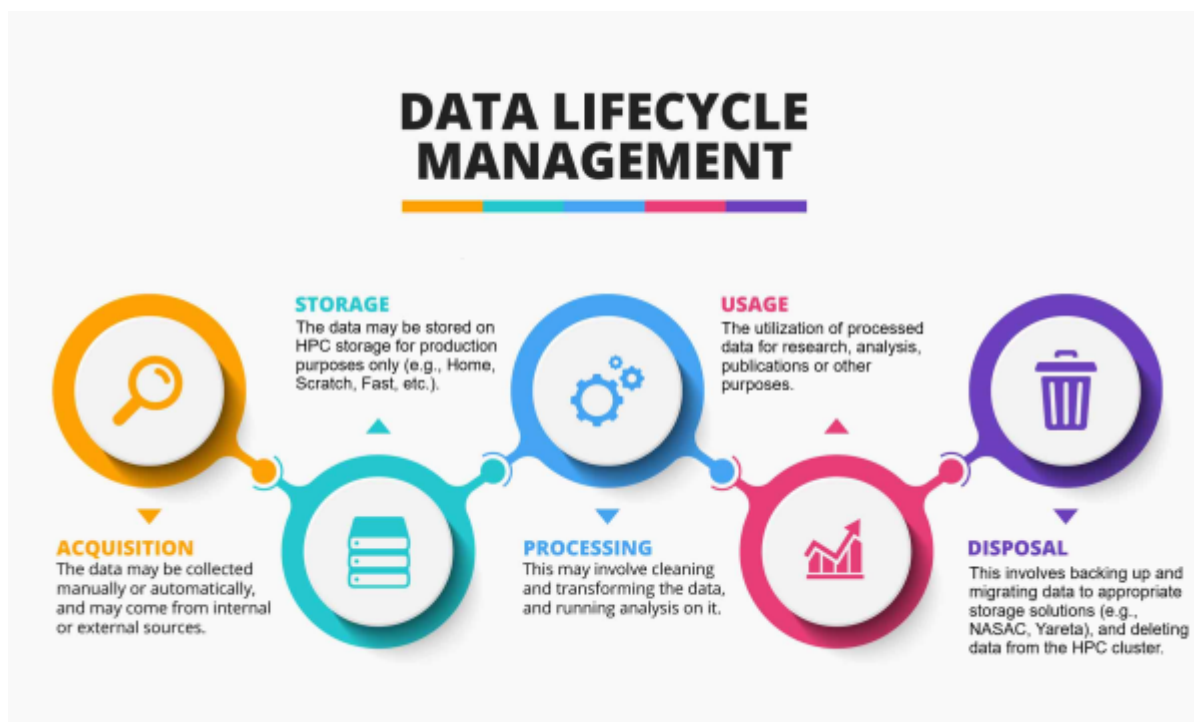 DATA LIFECYCLE
MANAGEMENT
ACQUISITION
The data may be collected
manually or automatically,
and may come from internal
or external sources.
STORAGE
The data may be stored on
HPC storage for production
purposes only (e.g., Home,
Scratch, Fast, etc.).
PROCESSING
This may involve cleaning
and transforming the data,
and running analysis on it.
USAGE
The utilization of processed
data for research, analysis,
publications or other
purposes.
DISPOSAL
This involves backing up and
migrating data to appropriate
storage solutions (e.g.,
NASAC, Yareta), and deleting
data from the HPC cluster.